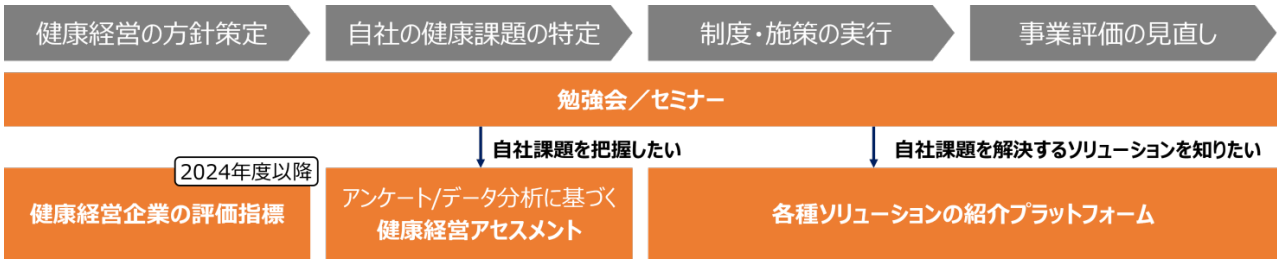 健康経営の方針策定
自社の健康課題の特定
制度・施策の実行
事業評価の見直し
勉強会／セミナー
自社課題を把握したい
自社課題を解決するソリューションを知りたい
2024年度以降
健康経営企業の評価指標
アンケート/データ分析に基づく
健康経営アセスメント
各種ソリューションの紹介プラットフォーム